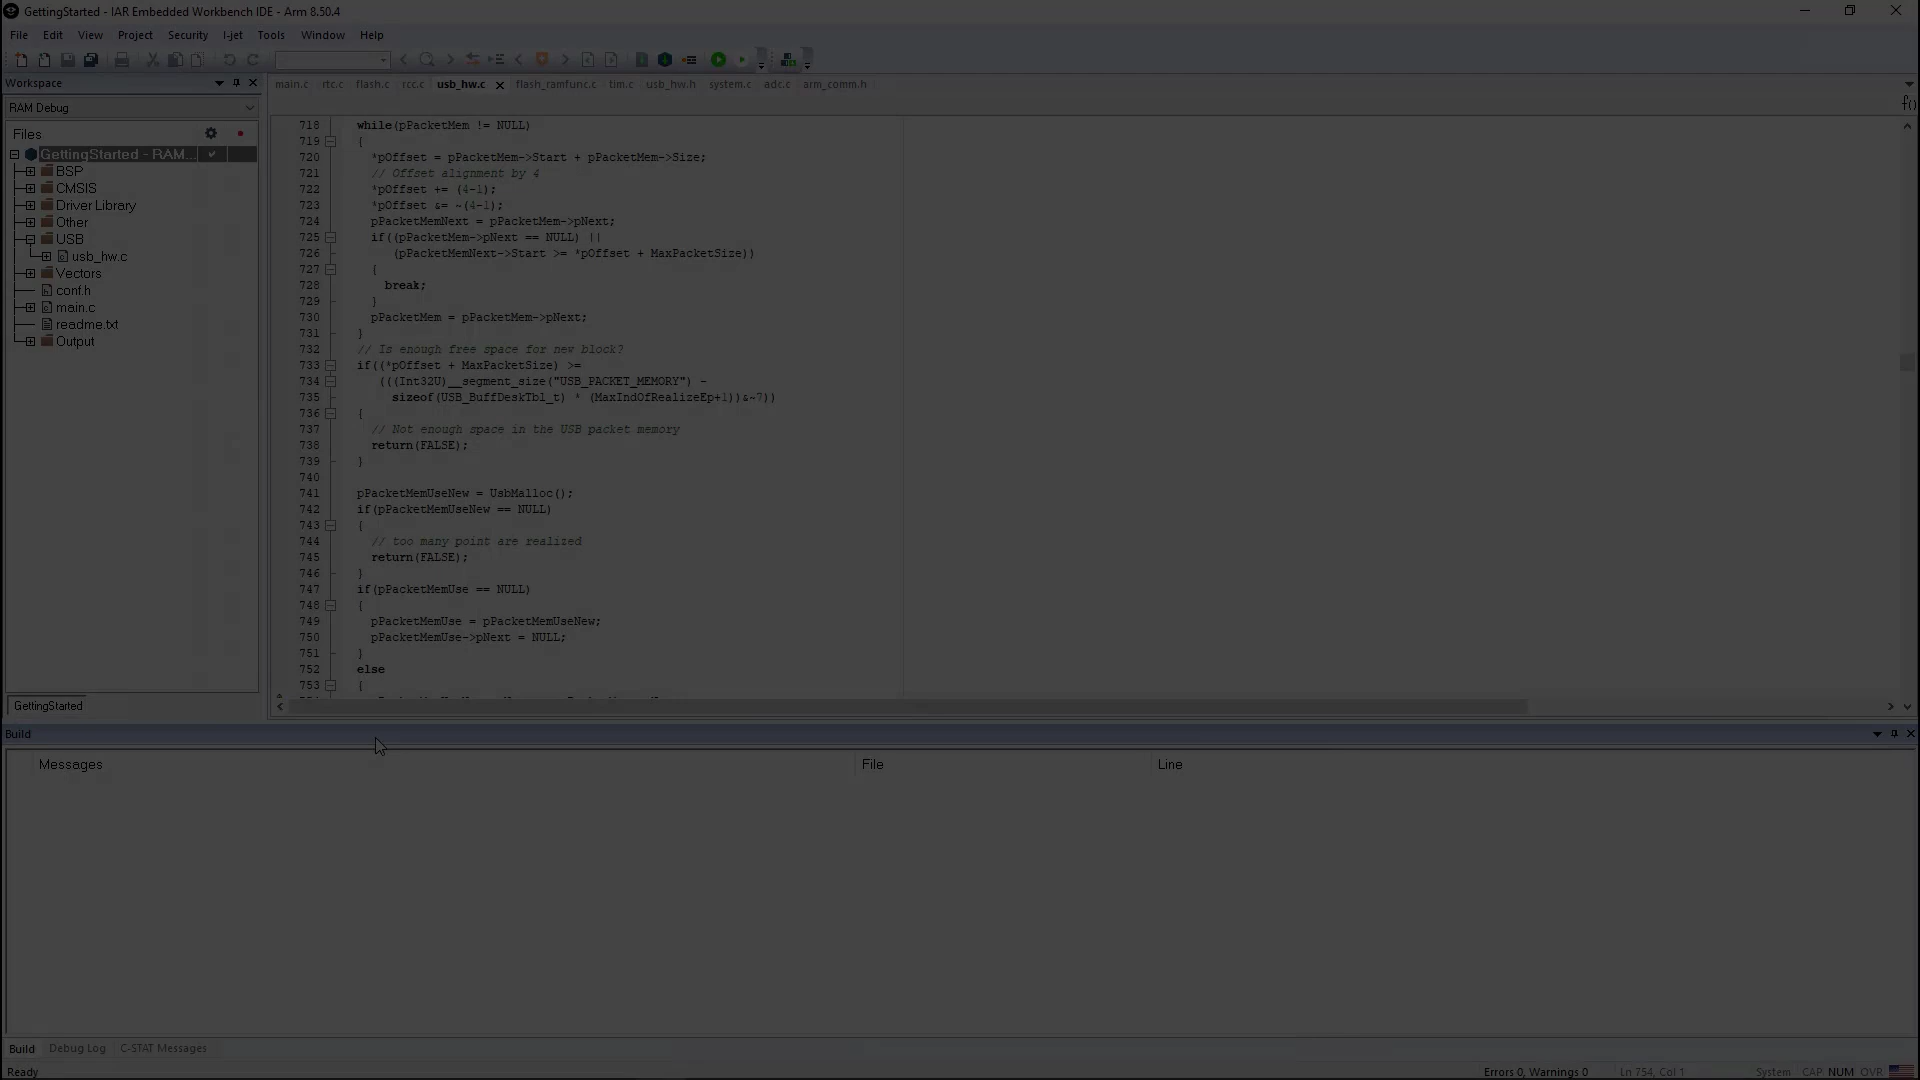 GettingStarted - IAR Embedded Workbench IDE - Arm 8.50.4
File Edit View Project Security I-jet Tools Window Help
Workspace
main.c rtc.c flash.c rcc.c usb_hw.c flash_ramfunc.c tim.c usb_hw.h system.c adc.c arm_comm.h
RAM Debug
f()
Files
GettingStarted - RAM...
BSP
CMSIS
Driver Library
Other
USB
usb_hw.c
Vectors
conf.h
main.c
readme.txt
Output
GettingStarted
718 while(pPacketMem != NULL)
719 {
720 *pOffset = pPacketMem->Start + pPacketMem->Size;
721 // Offset alignment by 4
722 *pOffset += (4-1);
723 *pOffset &= ~(4-1);
724 pPacketMemNext = pPacketMem->pNext;
725 if((pPacketMem->pNext == NULL) ||
726 (pPacketMemNext->Start >= *pOffset + MaxPacketSize))
727 {
728 break;
729 }
730 pPacketMem = pPacketMem->pNext;
731 }
732 // Is enough free space for new block?
733 if((*pOffset + MaxPacketSize) >=
734 (((Int32U)__segment_size("USB_PACKET_MEMORY") -
735 sizeof(USB_BuffDeskTbl_t) * (MaxIndOfRealizeEp+1))&~7))
736 {
737 // Not enough space in the USB packet memory
738 return(FALSE);
739 }
740
741 pPacketMemUseNew = UsbMalloc();
742 if(pPacketMemUseNew == NULL)
743 {
744 // too many point are realized
745 return(FALSE);
746 }
747 if(pPacketMemUse == NULL)
748 {
749 pPacketMemUse = pPacketMemUseNew;
750 pPacketMemUse->pNext = NULL;
751 }
752 else
753 {
Build
Messages File Line
Build Debug Log C-STAT Messages
Ready Errors 0, Warnings 0 Ln 754, Col 1 System CAP NUM OVR